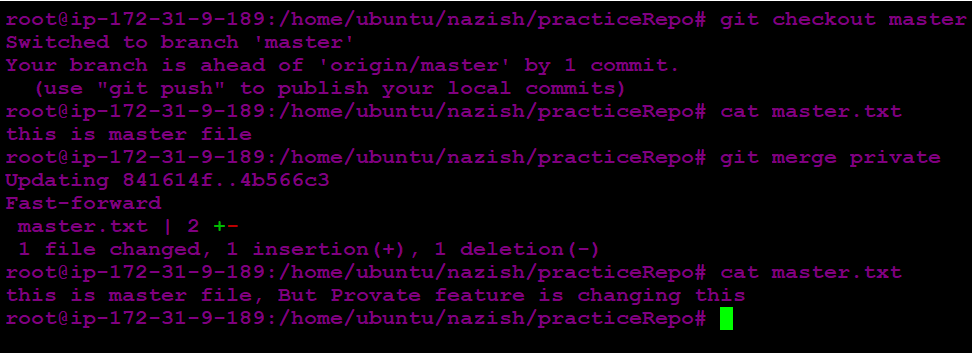 root@ip-172-31-9-189:/home/ubuntu/nazish/practiceRepo# git checkout master
Switched to branch 'master'
Your branch is ahead of 'origin/master' by 1 commit.
  (use "git push" to publish your local commits)
root@ip-172-31-9-189:/home/ubuntu/nazish/practiceRepo# cat master.txt
this is master file
root@ip-172-31-9-189:/home/ubuntu/nazish/practiceRepo# git merge private
Updating 841614f..4b566c3
Fast-forward
 master.txt | 2 +-
 1 file changed, 1 insertion(+), 1 deletion(-)
root@ip-172-31-9-189:/home/ubuntu/nazish/practiceRepo# cat master.txt
this is master file, But Provate feature is changing this
root@ip-172-31-9-189:/home/ubuntu/nazish/practiceRepo#